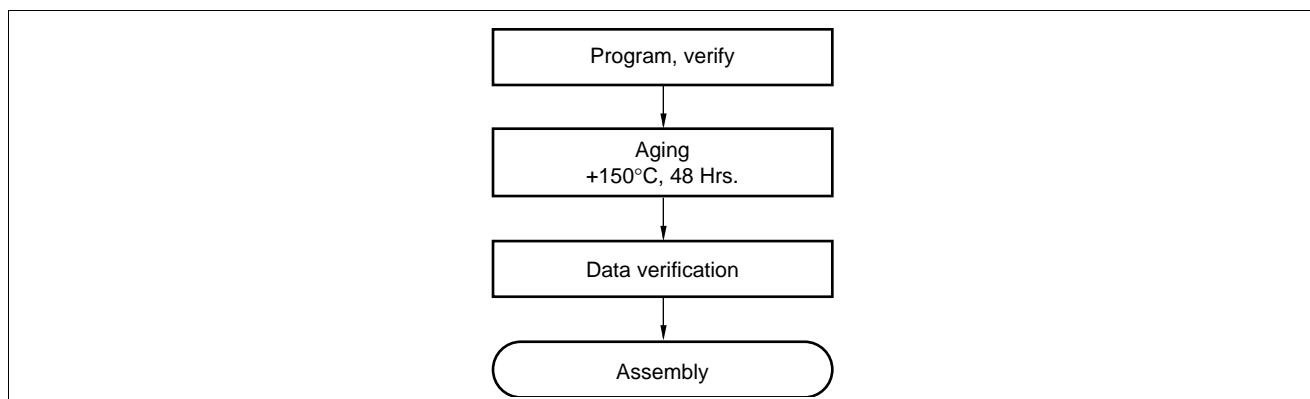 Program, verify
Aging
+150°C, 48 Hrs.
Data verification
Assembly